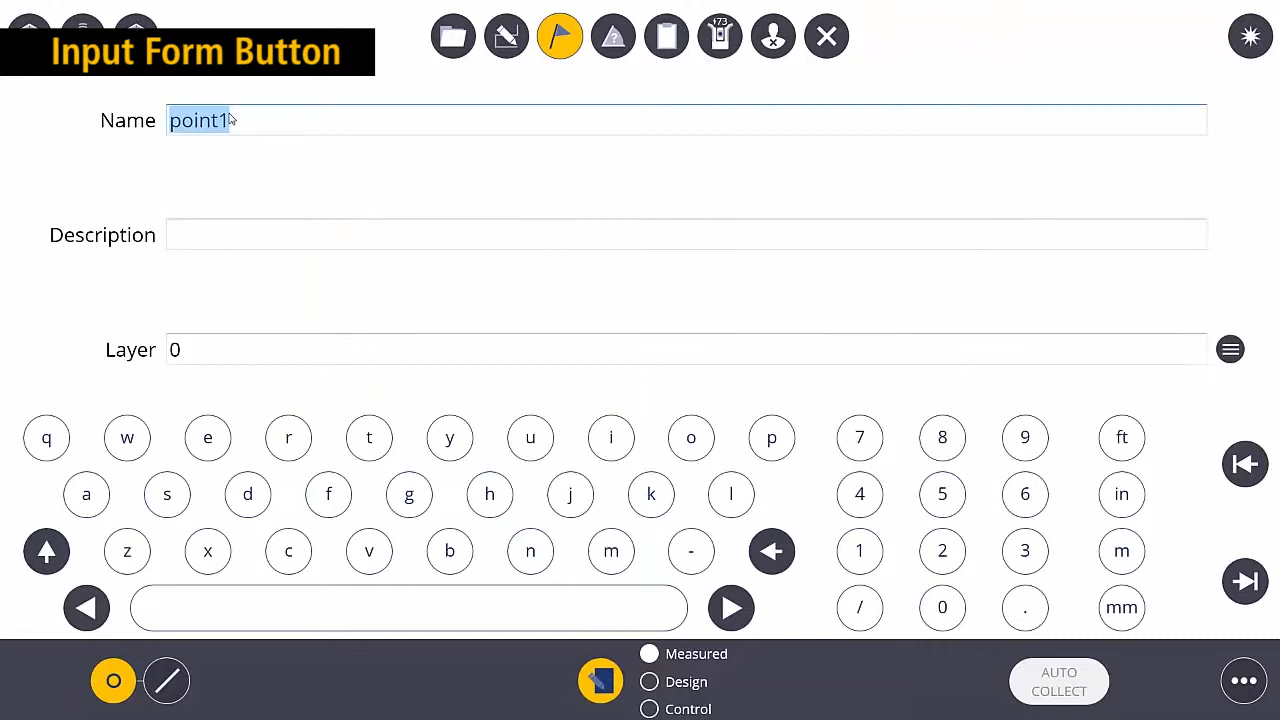 +73
Input Form Button
Name point1
Description
Layer 0
q w e r t y u i o p 7 8 9 ft
a s d f g h j k l 4 5 6 in
z x c v b n m - 1 2 3 m
/ 0 . mm
Measured
Design
Control
AUTO
COLLECT